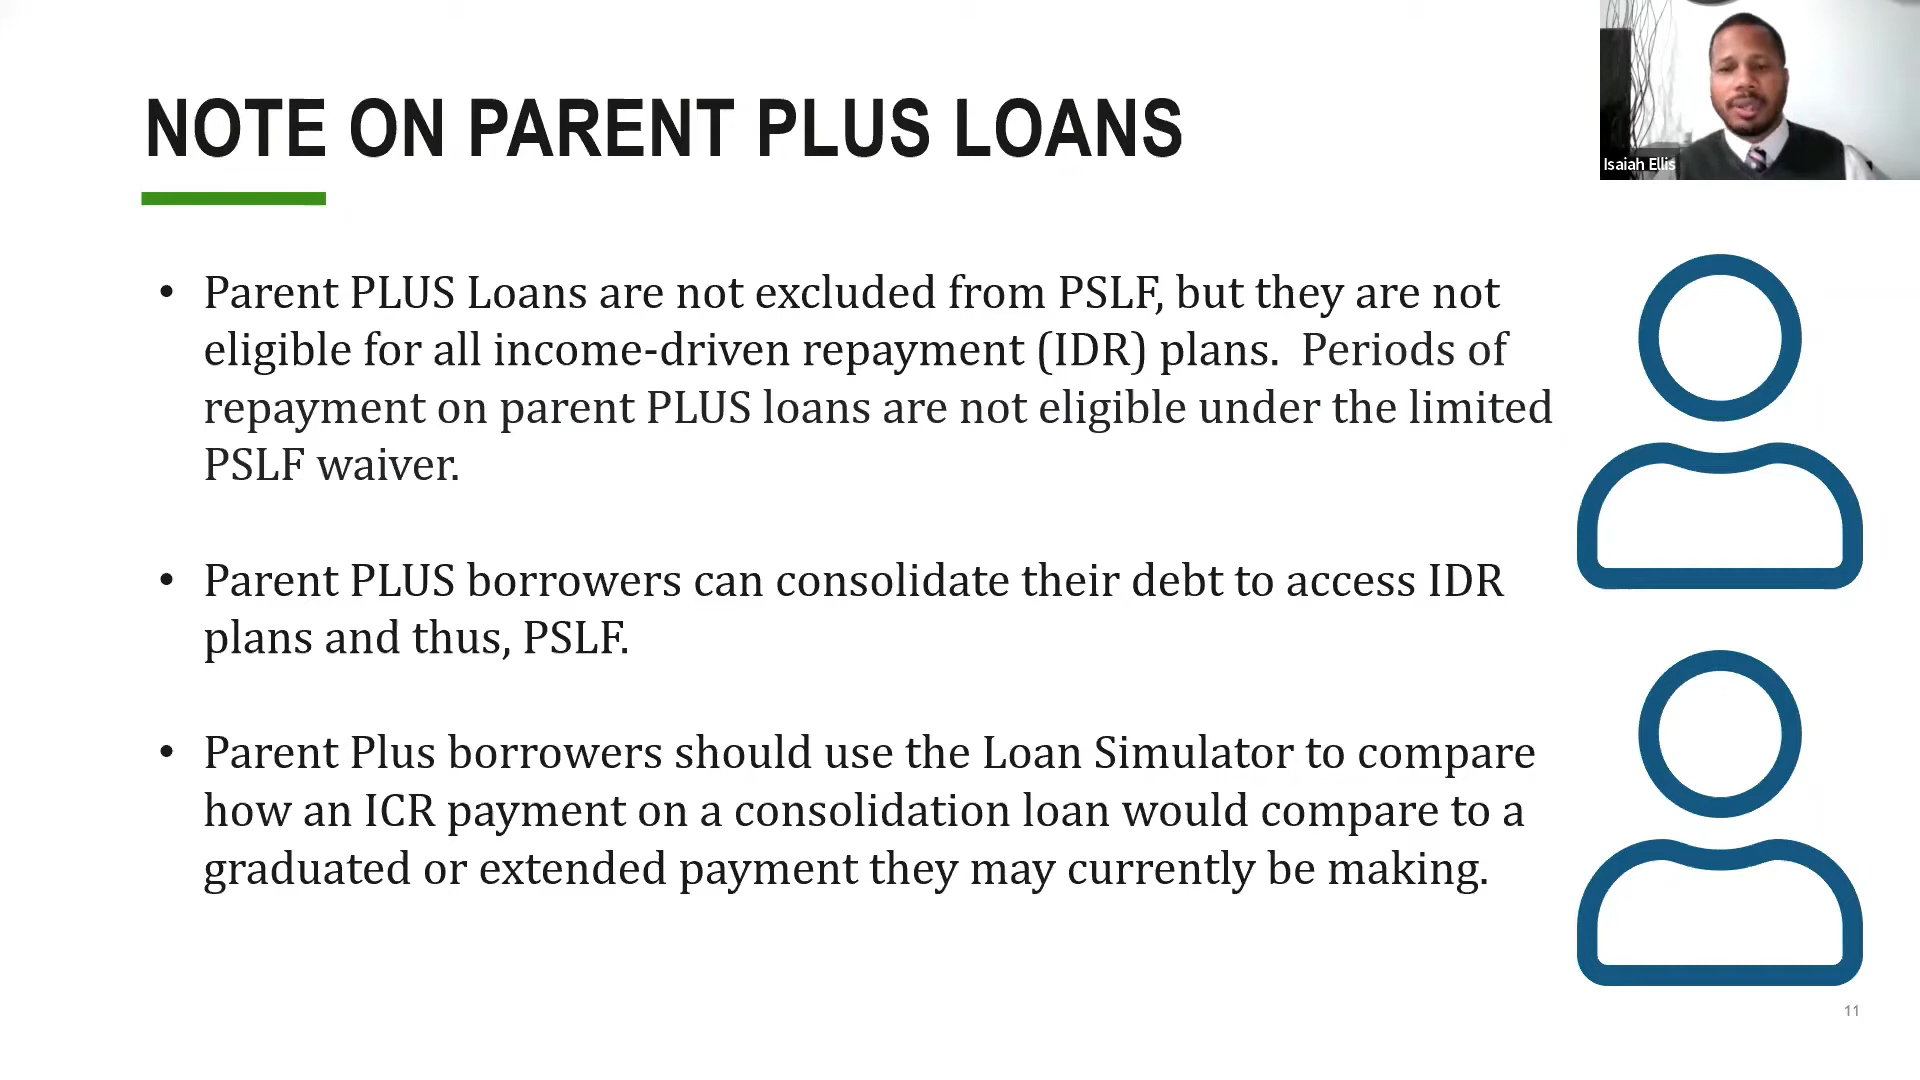 NOTE ON PARENT PLUS LOANS
Isaiah Ellis
• Parent PLUS Loans are not excluded from PSLF, but they are not
eligible for all income-driven repayment (IDR) plans.  Periods of
repayment on parent PLUS loans are not eligible under the limited
PSLF waiver.
• Parent PLUS borrowers can consolidate their debt to access IDR
plans and thus, PSLF.
• Parent Plus borrowers should use the Loan Simulator to compare
how an ICR payment on a consolidation loan would compare to a
graduated or extended payment they may currently be making.
11